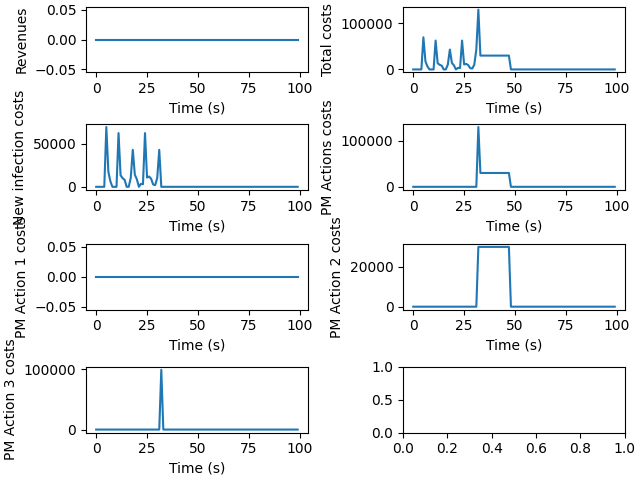 Revenues
0.05
0.00
−0.05
0 25 50 75 100
Time (s)
Total costs
100000
0
0 25 50 75 100
Time (s)
New infection costs
50000
0
0 25 50 75 100
Time (s)
PM Actions costs
100000
0
0 25 50 75 100
Time (s)
PM Action 1 costs
0.05
0.00
−0.05
0 25 50 75 100
Time (s)
PM Action 2 costs
20000
0
0 25 50 75 100
Time (s)
PM Action 3 costs
100000
0
0 25 50 75 100
Time (s)
1.0
0.5
0.0
0.0 0.2 0.4 0.6 0.8 1.0